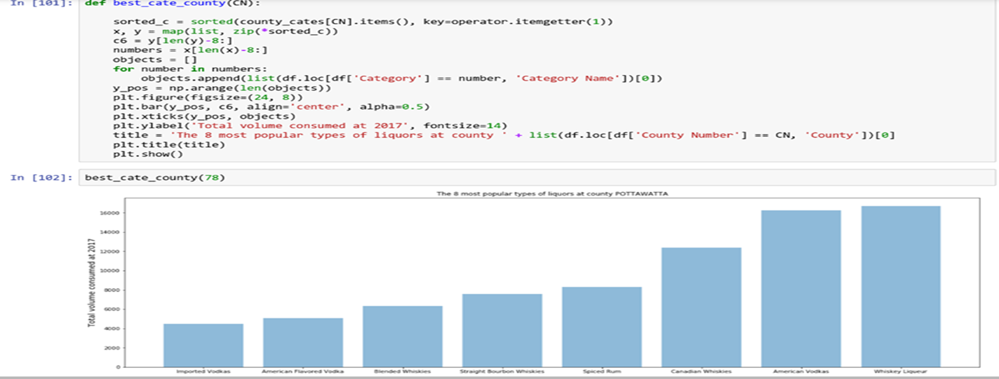 In [101]: def best_cate_county(CN):
sorted_c = sorted(county_cates[CN].items(), key=operator.itemgetter(1))
x, y = map(list, zip(*sorted_c))
c6 = y[len(y)-8:]
numbers = x[len(x)-8:]
objects = []
for number in numbers:
objects.append(list(df.loc[df['Category'] == number, 'Category Name'])[0])
y_pos = np.arange(len(objects))
plt.figure(figsize=(24, 8))
plt.bar(y_pos, c6, align='center', alpha=0.5)
plt.xticks(y_pos, objects)
plt.ylabel('Total volume consumed at 2017', fontsize=14)
title = 'The 8 most popular types of liquors at county ' + list(df.loc[df['County Number'] == CN, 'County'])[0]
plt.title(title)
plt.show()
In [102]: best_cate_county(78)
The 8 most popular types of liquors at county POTTAWATTA
Total volume consumed at 2017
16000
14000
12000
10000
8000
6000
4000
2000
0
Imported Vodkas American Flavored Vodka Blended Whiskies Straight Bourbon Whiskies Spiced Rum Canadian Whiskies American Vodkas Whiskey Liqueur